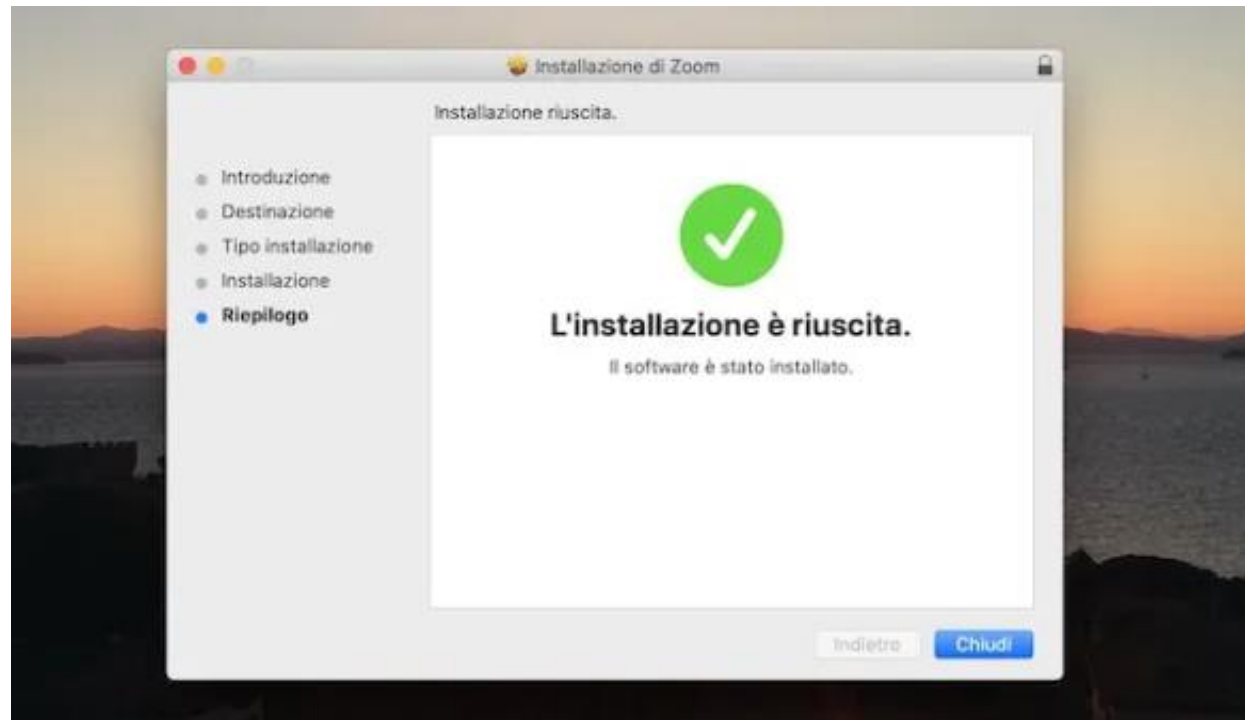 Installazione di Zoom
Installazione riuscita.
Introduzione
Destinazione
Tipo installazione
Installazione
Riepilogo
L'installazione è riuscita.
Il software è stato installato.
Indietro
Chiudi